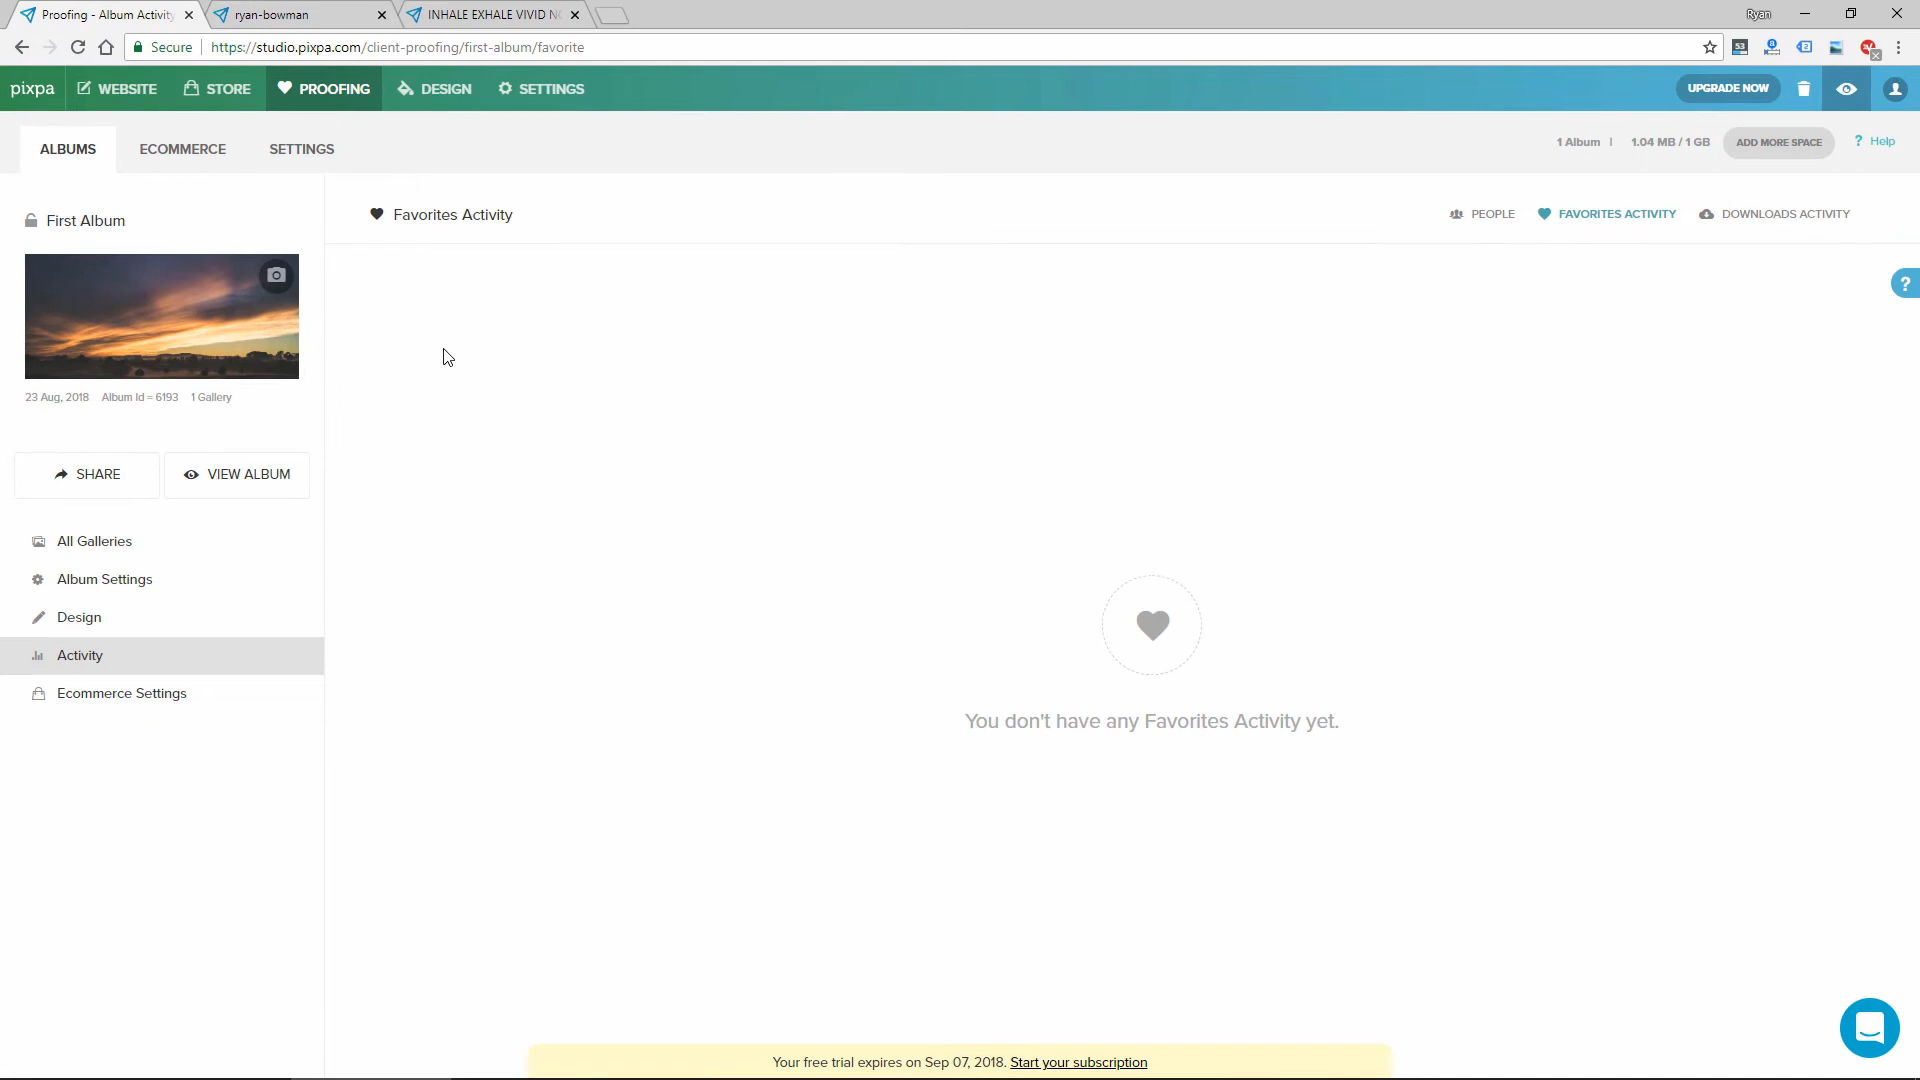 Proofing - Album Activity
ryan-bowman
INHALE EXHALE VIVID N
Ryan
Secure
https://studio.pixpa.com/client-proofing/first-album/favorite
53
8
2
pixpa
WEBSITE
STORE
PROOFING
DESIGN
SETTINGS
UPGRADE NOW
ALBUMS
ECOMMERCE
SETTINGS
1 Album |
1.04 MB / 1 GB
ADD MORE SPACE
? Help
First Album
Favorites Activity
PEOPLE
FAVORITES ACTIVITY
DOWNLOADS ACTIVITY
?
23 Aug, 2018 Album Id = 6193 1 Gallery
SHARE
VIEW ALBUM
All Galleries
Album Settings
Design
Activity
Ecommerce Settings
You don't have any Favorites Activity yet.
Your free trial expires on Sep 07, 2018. Start your subscription